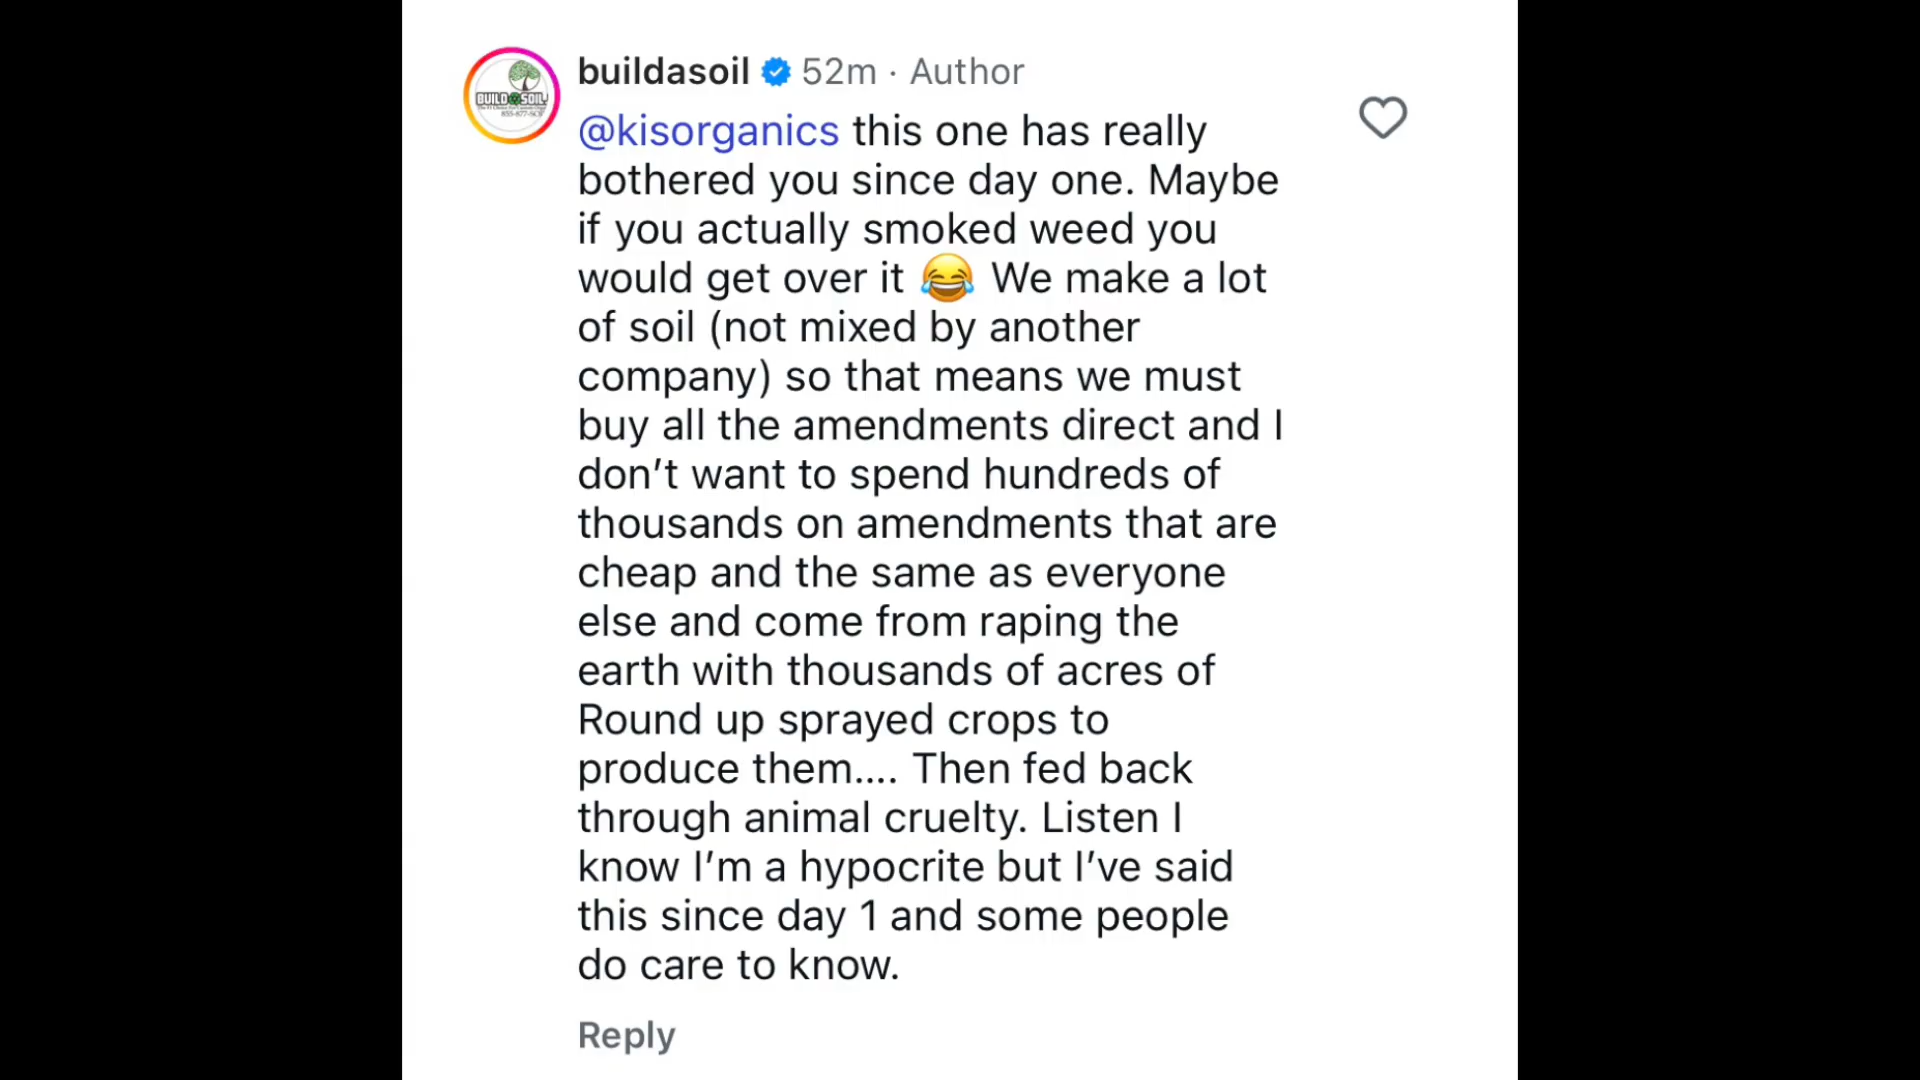 buildasoil 52m · Author
@kisorganics this one has really
bothered you since day one. Maybe
if you actually smoked weed you
would get over it 😂 We make a lot
of soil (not mixed by another
company) so that means we must
buy all the amendments direct and I
don’t want to spend hundreds of
thousands on amendments that are
cheap and the same as everyone
else and come from raping the
earth with thousands of acres of
Round up sprayed crops to
produce them.... Then fed back
through animal cruelty. Listen I
know I’m a hypocrite but I’ve said
this since day 1 and some people
do care to know.
Reply
BUILD A SOIL